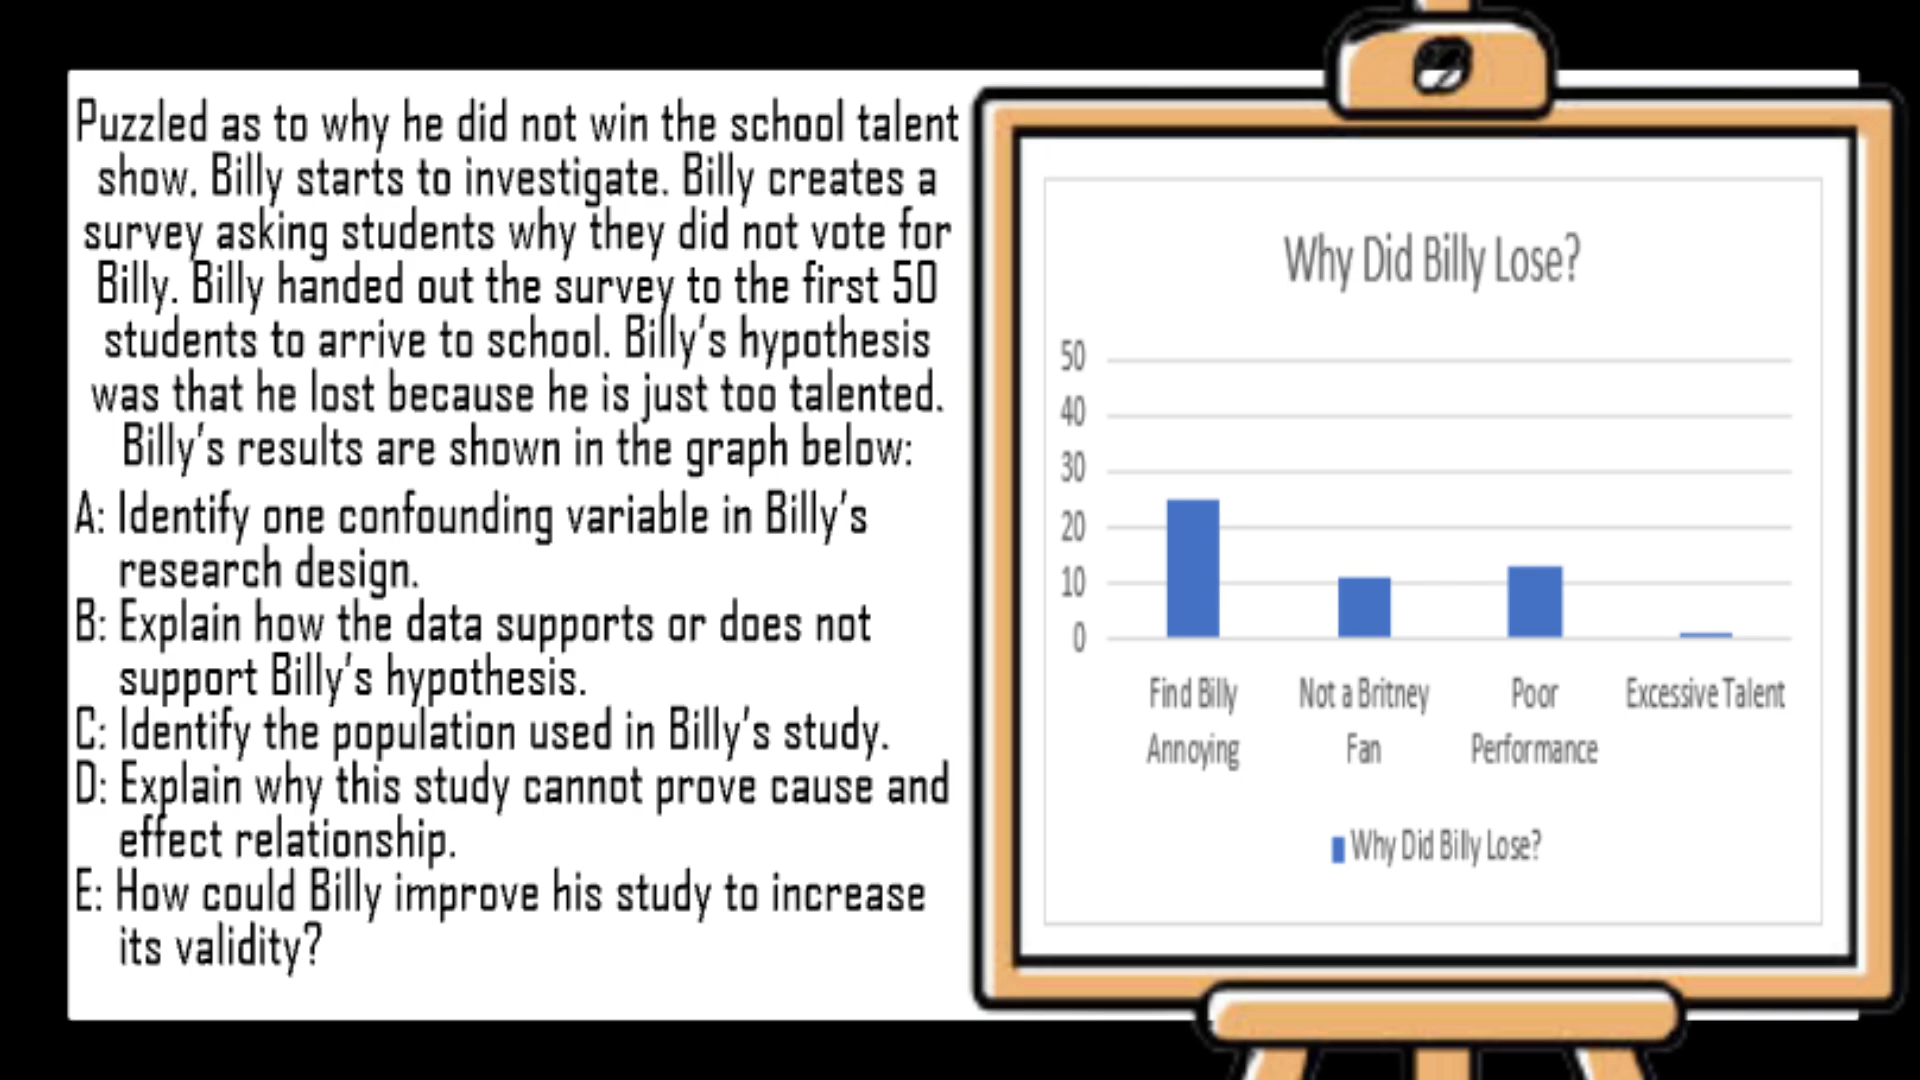 Puzzled as to why he did not win the school talent
show, Billy starts to investigate. Billy creates a
survey asking students why they did not vote for
Billy. Billy handed out the survey to the first 50
students to arrive to school. Billy's hypothesis
was that he lost because he is just too talented.
Billy's results are shown in the graph below:
A: Identify one confounding variable in Billy's
research design.
B: Explain how the data supports or does not
support Billy's hypothesis.
C: Identify the population used in Billy's study.
D: Explain why this study cannot prove cause and
effect relationship.
E: How could Billy improve his study to increase
its validity?
Why Did Billy Lose?
50
40
30
20
10
0
Find Billy Annoying
Not a Britney Fan
Poor Performance
Excessive Talent
Why Did Billy Lose?